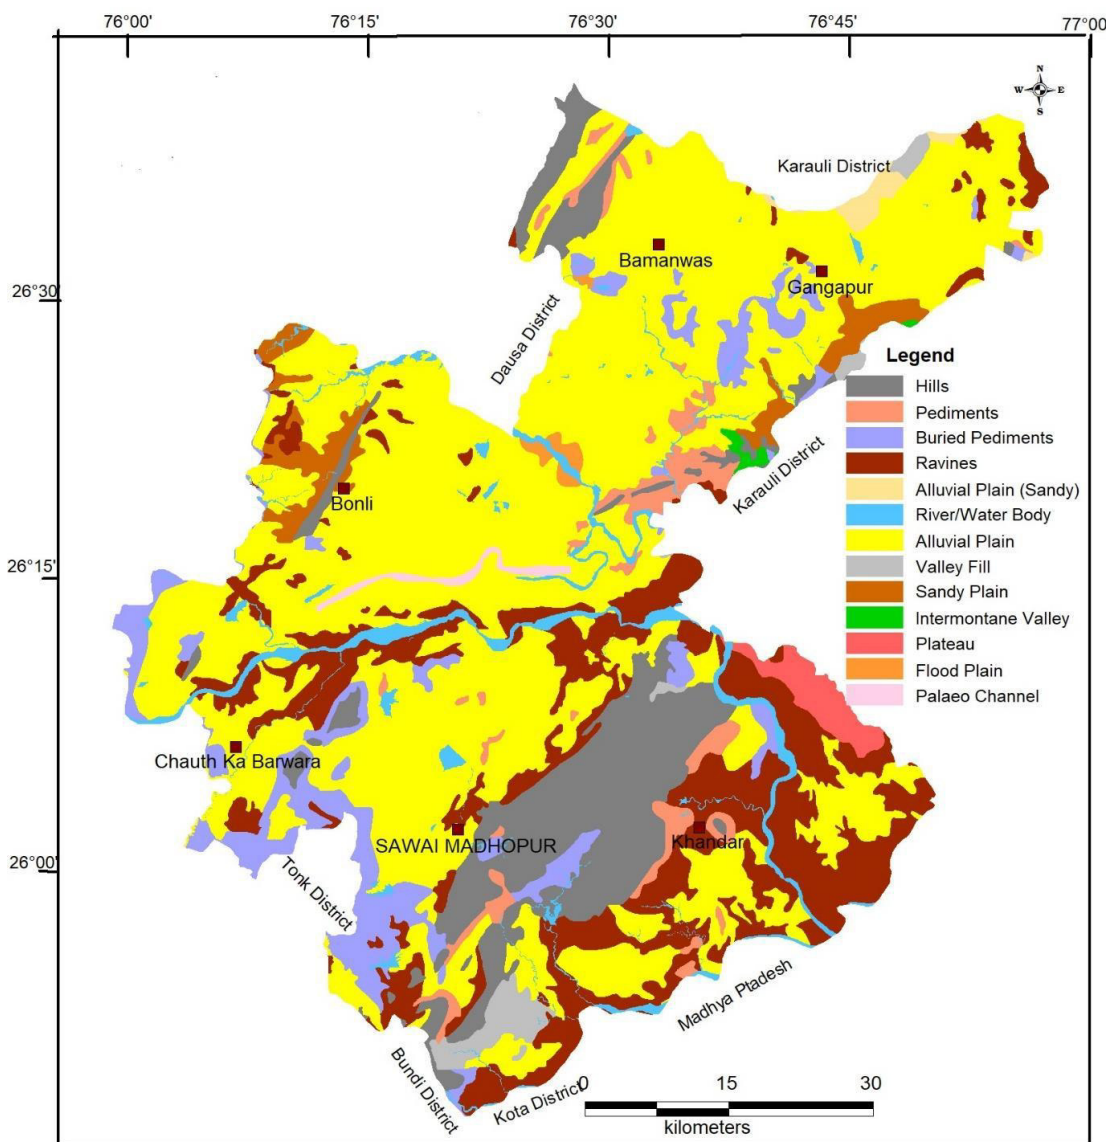 76°00'
76°15'
76°30'
76°45'
77°00
N
W
E
S
Karauli District
Bamanwas
Gangapur
26°30'
Dausa District
Legend
Hills
Pediments
Buried Pediments
Ravines
Alluvial Plain (Sandy)
River/Water Body
Alluvial Plain
Valley Fill
Sandy Plain
Intermontane Valley
Plateau
Flood Plain
Palaeo Channel
Karauli District
Bonli
26°15'
Chauth Ka Barwara
SAWAI MADHOPUR
Khandar
26°00'
Tonk District
Madhya Ptadesh
Bundi District
Kota District
0
15
30
kilometers